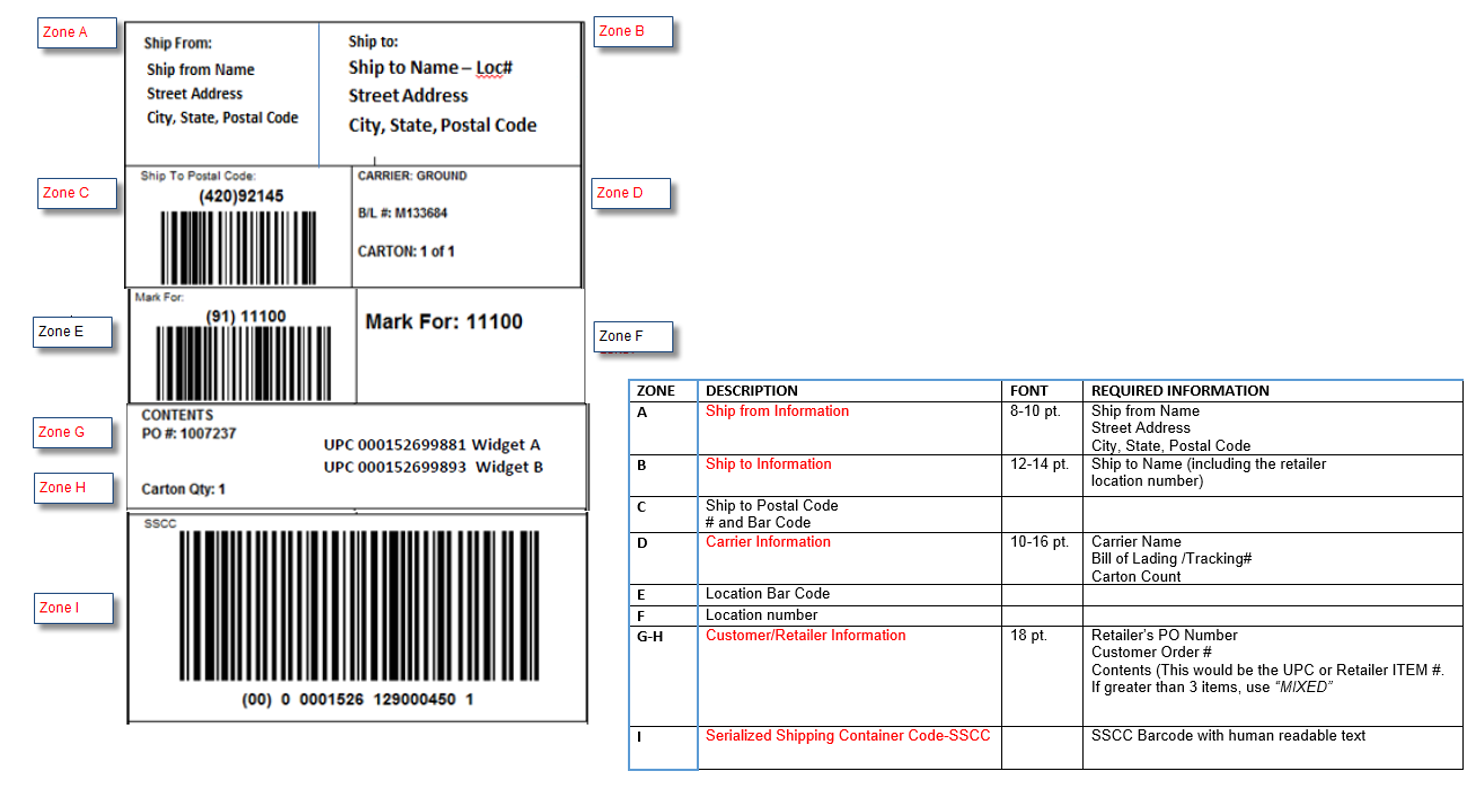 Zone A
Zone B
Ship From:
Ship from Name
Street Address
City, State, Postal Code
Ship to:
Ship to Name – Loc#
Street Address
City, State, Postal Code
Zone C
Zone D
Ship To Postal Code:
(420)92145
CARRIER: GROUND
B/L #: M133684
CARTON: 1 of 1
Zone E
Zone F
Mark For:
(91) 11100
Mark For: 11100
Zone G
CONTENTS
PO #: 1007237
UPC 000152699881 Widget A
UPC 000152699893 Widget B
Zone H
Carton Qty: 1
Zone I
SSCC
(00) 0 0001526 129000450 1
ZONE DESCRIPTION FONT REQUIRED INFORMATION
A Ship from Information 8-10 pt. Ship from Name
Street Address
City, State, Postal Code
B Ship to Information 12-14 pt. Ship to Name (including the retailer
location number)
C Ship to Postal Code
# and Bar Code
D Carrier Information 10-16 pt. Carrier Name
Bill of Lading /Tracking#
Carton Count
E Location Bar Code
F Location number
G-H Customer/Retailer Information 18 pt. Retailer’s PO Number
Customer Order #
Contents (This would be the UPC or Retailer ITEM #.
If greater than 3 items, use “MIXED”
I Serialized Shipping Container Code-SSCC SSCC Barcode with human readable text